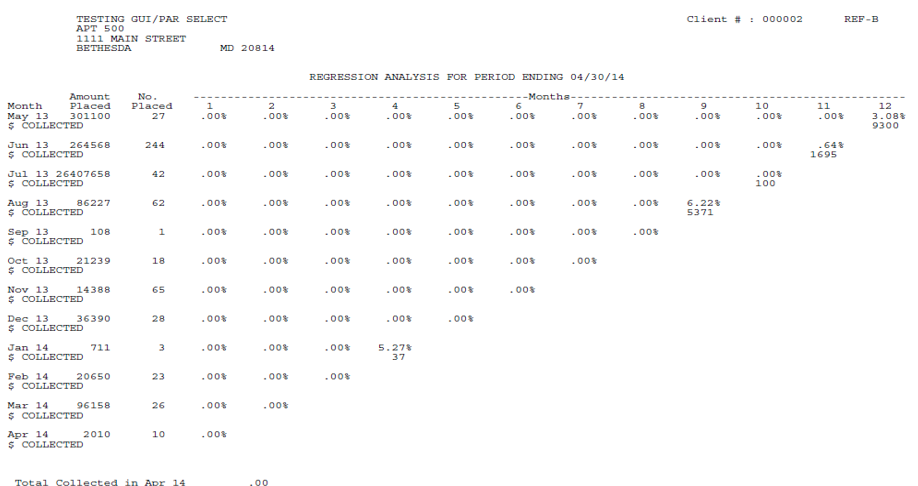 TESTING GUI/PAR SELECT Client # : 000002 REF-B
APT 500
1111 MAIN STREET
BETHESDA MD 20814
REGRESSION ANALYSIS FOR PERIOD ENDING 04/30/14
Amount No. -------------------------------------------------Months-------------------------------------------------
Month Placed Placed 1 2 3 4 5 6 7 8 9 10 11 12
May 13 301100 27 .00% .00% .00% .00% .00% .00% .00% .00% .00% .00% .00% 3.08%
$ COLLECTED 9300
Jun 13 264568 244 .00% .00% .00% .00% .00% .00% .00% .00% .00% .00% .64%
$ COLLECTED 1695
Jul 13 26407658 42 .00% .00% .00% .00% .00% .00% .00% .00% .00% .00%
$ COLLECTED 100
Aug 13 86227 62 .00% .00% .00% .00% .00% .00% .00% .00% 6.22%
$ COLLECTED 5371
Sep 13 108 1 .00% .00% .00% .00% .00% .00% .00% .00%
$ COLLECTED
Oct 13 21239 18 .00% .00% .00% .00% .00% .00% .00%
$ COLLECTED
Nov 13 14388 65 .00% .00% .00% .00% .00% .00%
$ COLLECTED
Dec 13 36390 28 .00% .00% .00% .00% .00%
$ COLLECTED
Jan 14 711 3 .00% .00% .00% 5.27%
$ COLLECTED 37
Feb 14 20650 23 .00% .00% .00%
$ COLLECTED
Mar 14 96158 26 .00% .00%
$ COLLECTED
Apr 14 2010 10 .00%
$ COLLECTED
Total Collected in Apr 14 .00